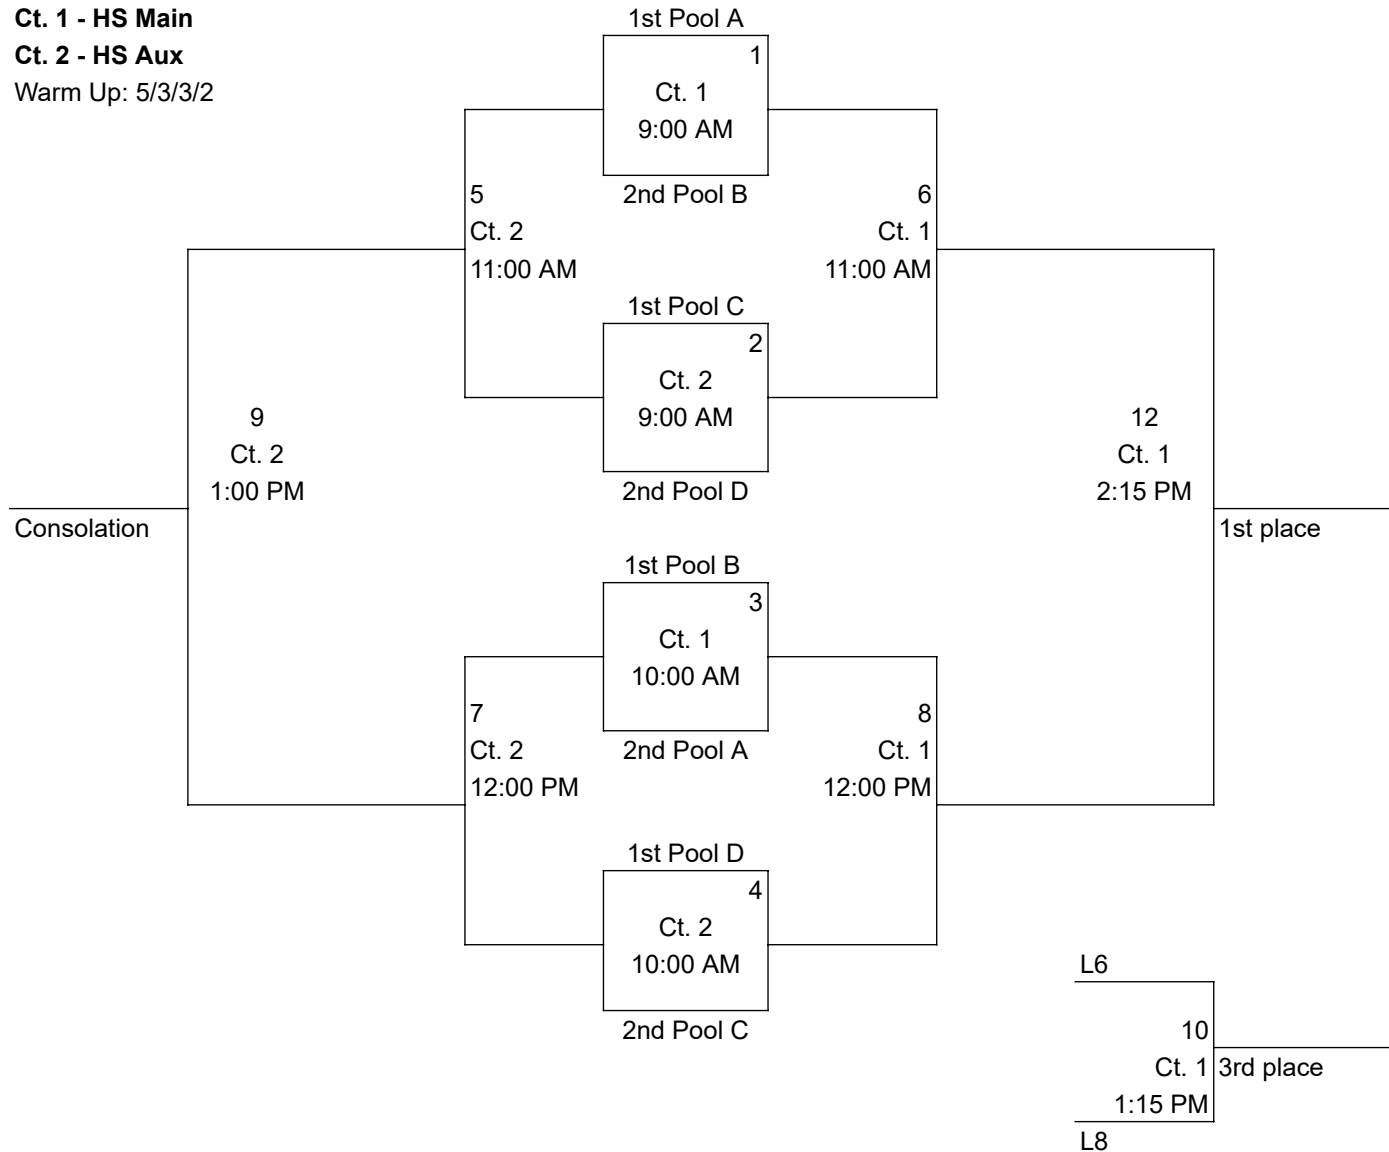 Ct. 1 - HS Main
Ct. 2 - HS Aux
Warm Up: 5/3/3/2
1st Pool A
1
Ct. 1
9:00 AM
2nd Pool B
5
Ct. 2
11:00 AM
6
Ct. 1
11:00 AM
1st Pool C
2
Ct. 2
9:00 AM
2nd Pool D
9
Ct. 2
1:00 PM
Consolation
12
Ct. 1
2:15 PM
1st place
1st Pool B
3
Ct. 1
10:00 AM
2nd Pool A
7
Ct. 2
12:00 PM
8
Ct. 1
12:00 PM
1st Pool D
4
Ct. 2
10:00 AM
2nd Pool C
L6
10
Ct. 1
1:15 PM
3rd place
L8